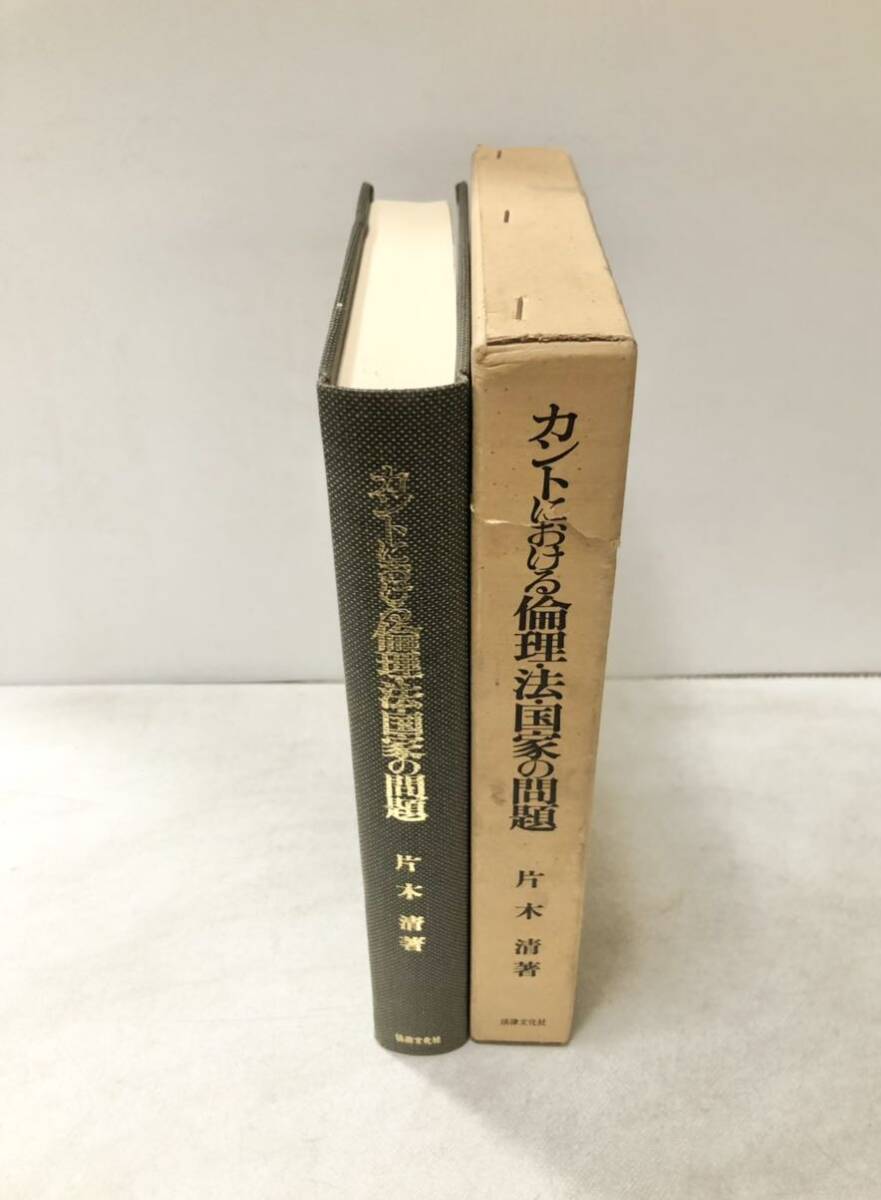 カントにおける倫理・法・国家の問題
片木清著
法律文化社
カントにおける倫理・法・国家の問題
片木清著
法律文化社